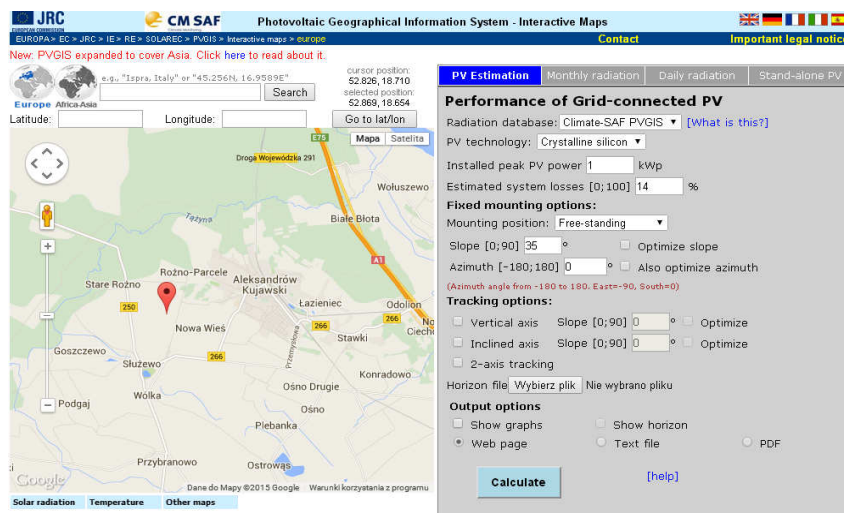 JRC
EUROPEAN COMMISSION
CM SAF
Photovoltaic Geographical Information System - Interactive Maps
EUROPA > EC > JRC > IE > RE > SOLAREC > PVGIS > Interactive maps > europe
Contact
Important legal notice
New: PVGIS expanded to cover Asia. Click here to read about it.
Europe
Africa-Asia
e.g., "Ispra, Italy" or "45.256N, 16.9589E"
Search
cursor position:
52.826, 18.710
selected position:
52.869, 18.654
Latitude:
Longitude:
Go to lat/lon
E75
Mapa
Satelita
Droga Wojewódzka 291
Wołuszewo
Białe Błota
Tążyna
A1
Rożno-Parcele
Stare Rożno
Aleksandrów
Kujawski
Łazieniec
Odolion
250
266
266
No
Ciech
Nowa Wieś
Stawki
Przemysłowa
Goszczewo
266
Służewo
Konradowo
Ośno Drugie
Wólka
Podgaj
Ośno
Plebanka
Przybranowo
Ostrowąs
Google
Dane do Mapy ©2015 Google
Warunki korzystania z programu
Solar radiation
Temperature
Other maps
PV Estimation
Monthly radiation
Daily radiation
Stand-alone PV
Performance of Grid-connected PV
Radiation database: Climate-SAF PVGIS [What is this?]
PV technology: Crystalline silicon
Installed peak PV power 1 kWp
Estimated system losses [0;100] 14 %
Fixed mounting options:
Mounting position: Free-standing
Slope [0;90] 35 ° Optimize slope
Azimuth [-180;180] 0 ° Also optimize azimuth
(Azimuth angle from -180 to 180. East=-90, South=0)
Tracking options:
Vertical axis Slope [0;90] 0 ° Optimize
Inclined axis Slope [0;90] 0 ° Optimize
2-axis tracking
Horizon file Wybierz plik Nie wybrano pliku
Output options
Show graphs Show horizon
Web page Text file PDF
Calculate
[help]